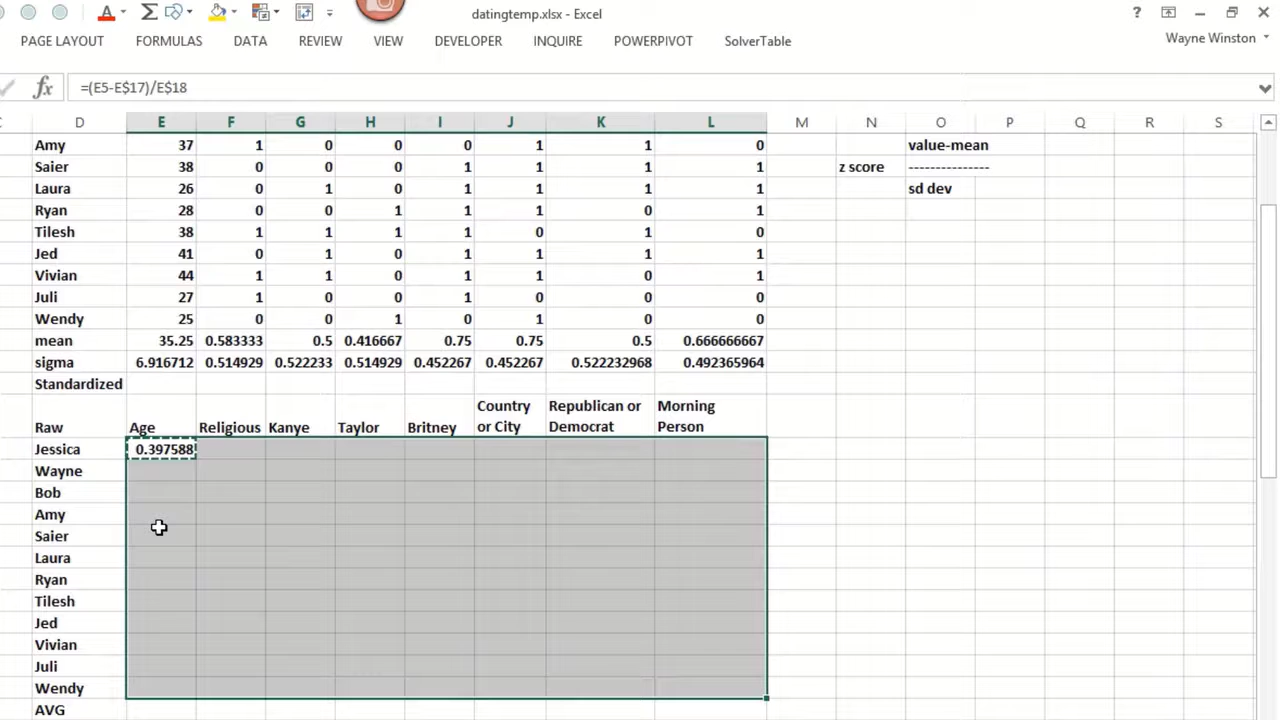 datingtemp.xlsx - Excel
?
PAGE LAYOUT FORMULAS DATA REVIEW VIEW DEVELOPER INQUIRE POWERPIVOT SolverTable Wayne Winston
fx =(E5-E$17)/E$18
C D E F G H I J K L M N O P Q R S
Amy 37 1 0 0 0 1 1 0 value-mean
Saier 38 0 0 0 1 1 1 1 z score ---------------
Laura 26 0 1 0 1 1 1 1 sd dev
Ryan 28 0 0 1 1 1 0 1
Tilesh 38 1 1 1 1 0 1 0
Jed 41 0 1 0 1 1 1 1
Vivian 44 1 1 0 1 1 0 1
Juli 27 1 0 0 1 0 0 0
Wendy 25 0 0 1 0 1 0 0
mean 35.25 0.583333 0.5 0.416667 0.75 0.75 0.5 0.666666667
sigma 6.916712 0.514929 0.522233 0.514929 0.452267 0.452267 0.522232968 0.492365964
Standardized
Raw Age Religious Kanye Taylor Britney Country or City Republican or Democrat Morning Person
Jessica 0.397588
Wayne
Bob
Amy
Saier
Laura
Ryan
Tilesh
Jed
Vivian
Juli
Wendy
AVG